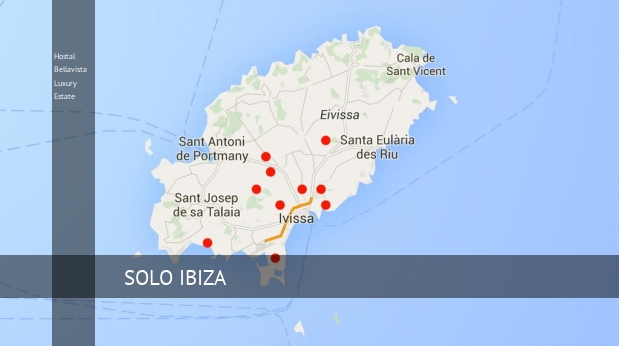 Hostal
Bellavista
Luxury
Estate
Cala de
Sant Vicent
Eivissa
Sant Antoni
de Portmany
Santa Eulària
des Riu
Sant Josep
de sa Talaia
Ivissa
SOLO IBIZA